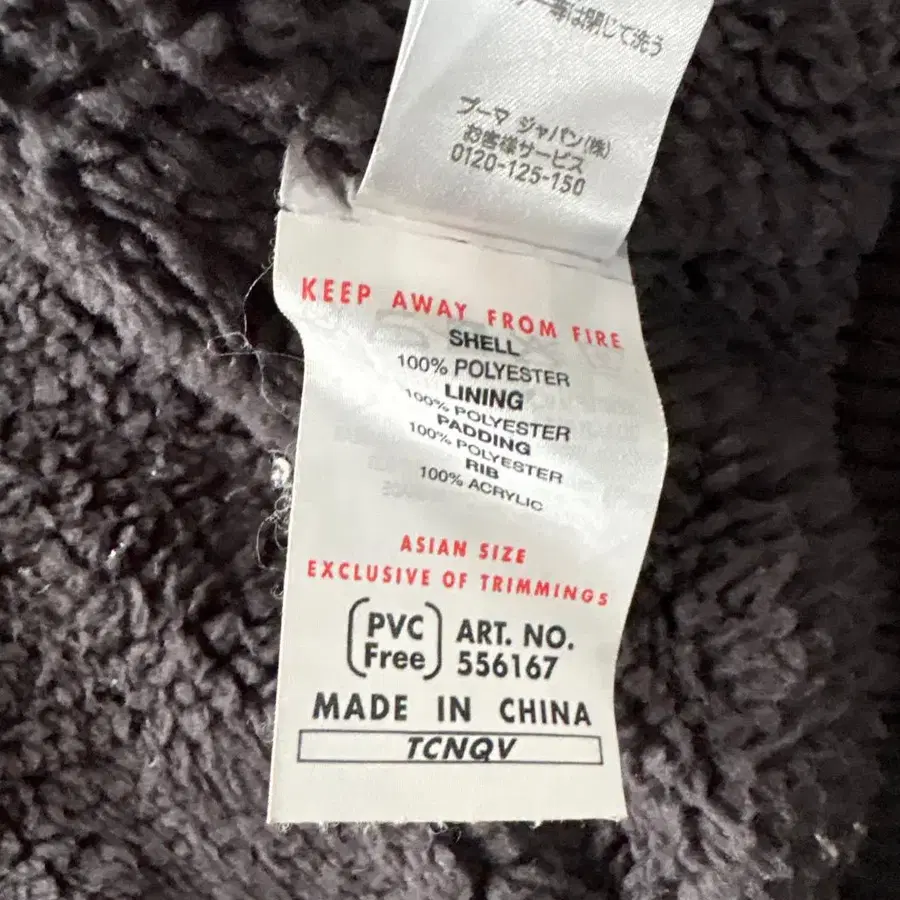 等は閉じて洗う
プーマ ジャパン(株)
お客様サービス
0120-125-150
KEEP AWAY FROM FIRE
SHELL
100% POLYESTER
LINING
100% POLYESTER
PADDING
100% POLYESTER
RIB
100% ACRYLIC
ASIAN SIZE
EXCLUSIVE OF TRIMMINGS
PVC Free
ART. NO. 556167
MADE IN CHINA
TCNQV